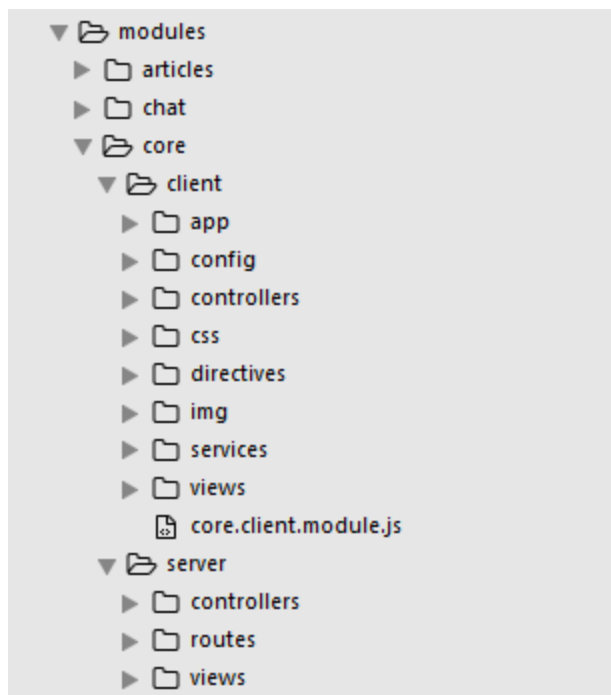 modules
articles
chat
core
client
app
config
controllers
css
directives
img
services
views
core.client.module.js
server
controllers
routes
views